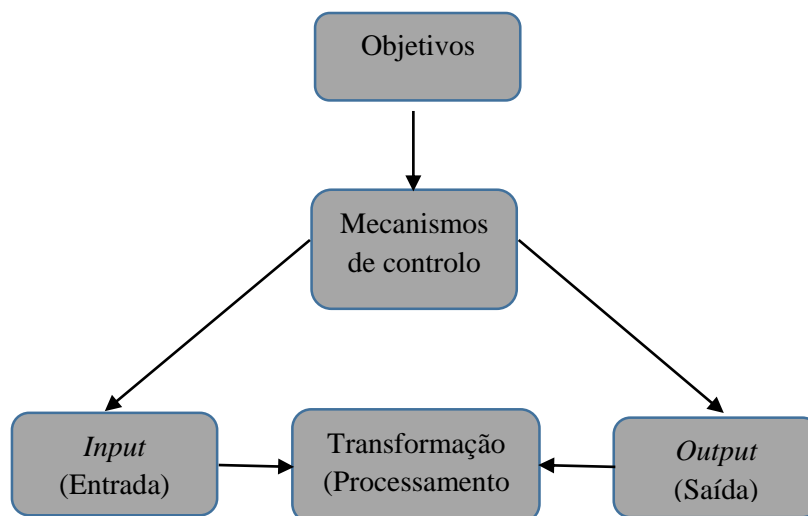 Objetivos
Mecanismos
de controlo
Input
(Entrada)
Transformação
(Processamento
Output
(Saída)